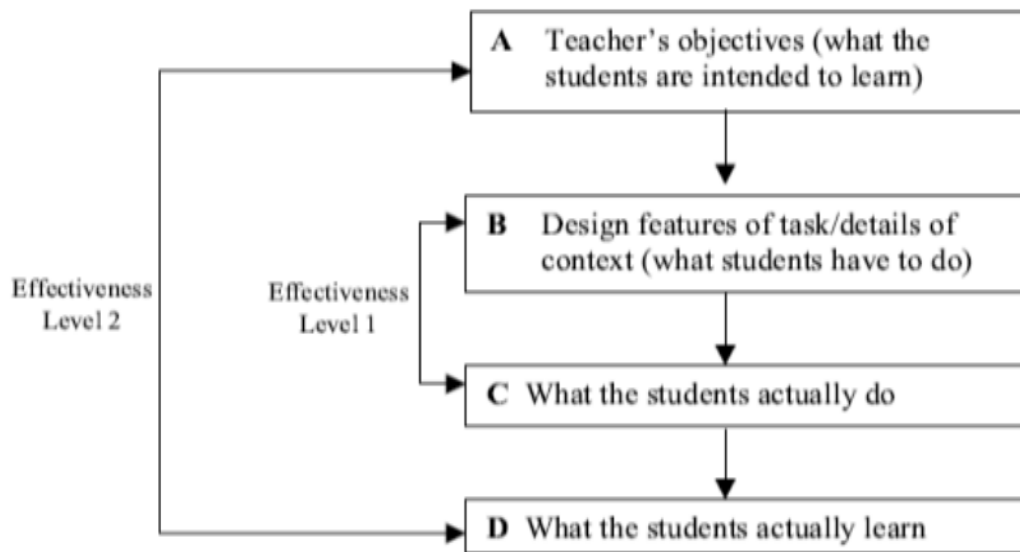 A Teacher's objectives (what the
students are intended to learn)
B Design features of task/details of
context (what students have to do)
Effectiveness
Level 2
Effectiveness
Level 1
C What the students actually do
D What the students actually learn